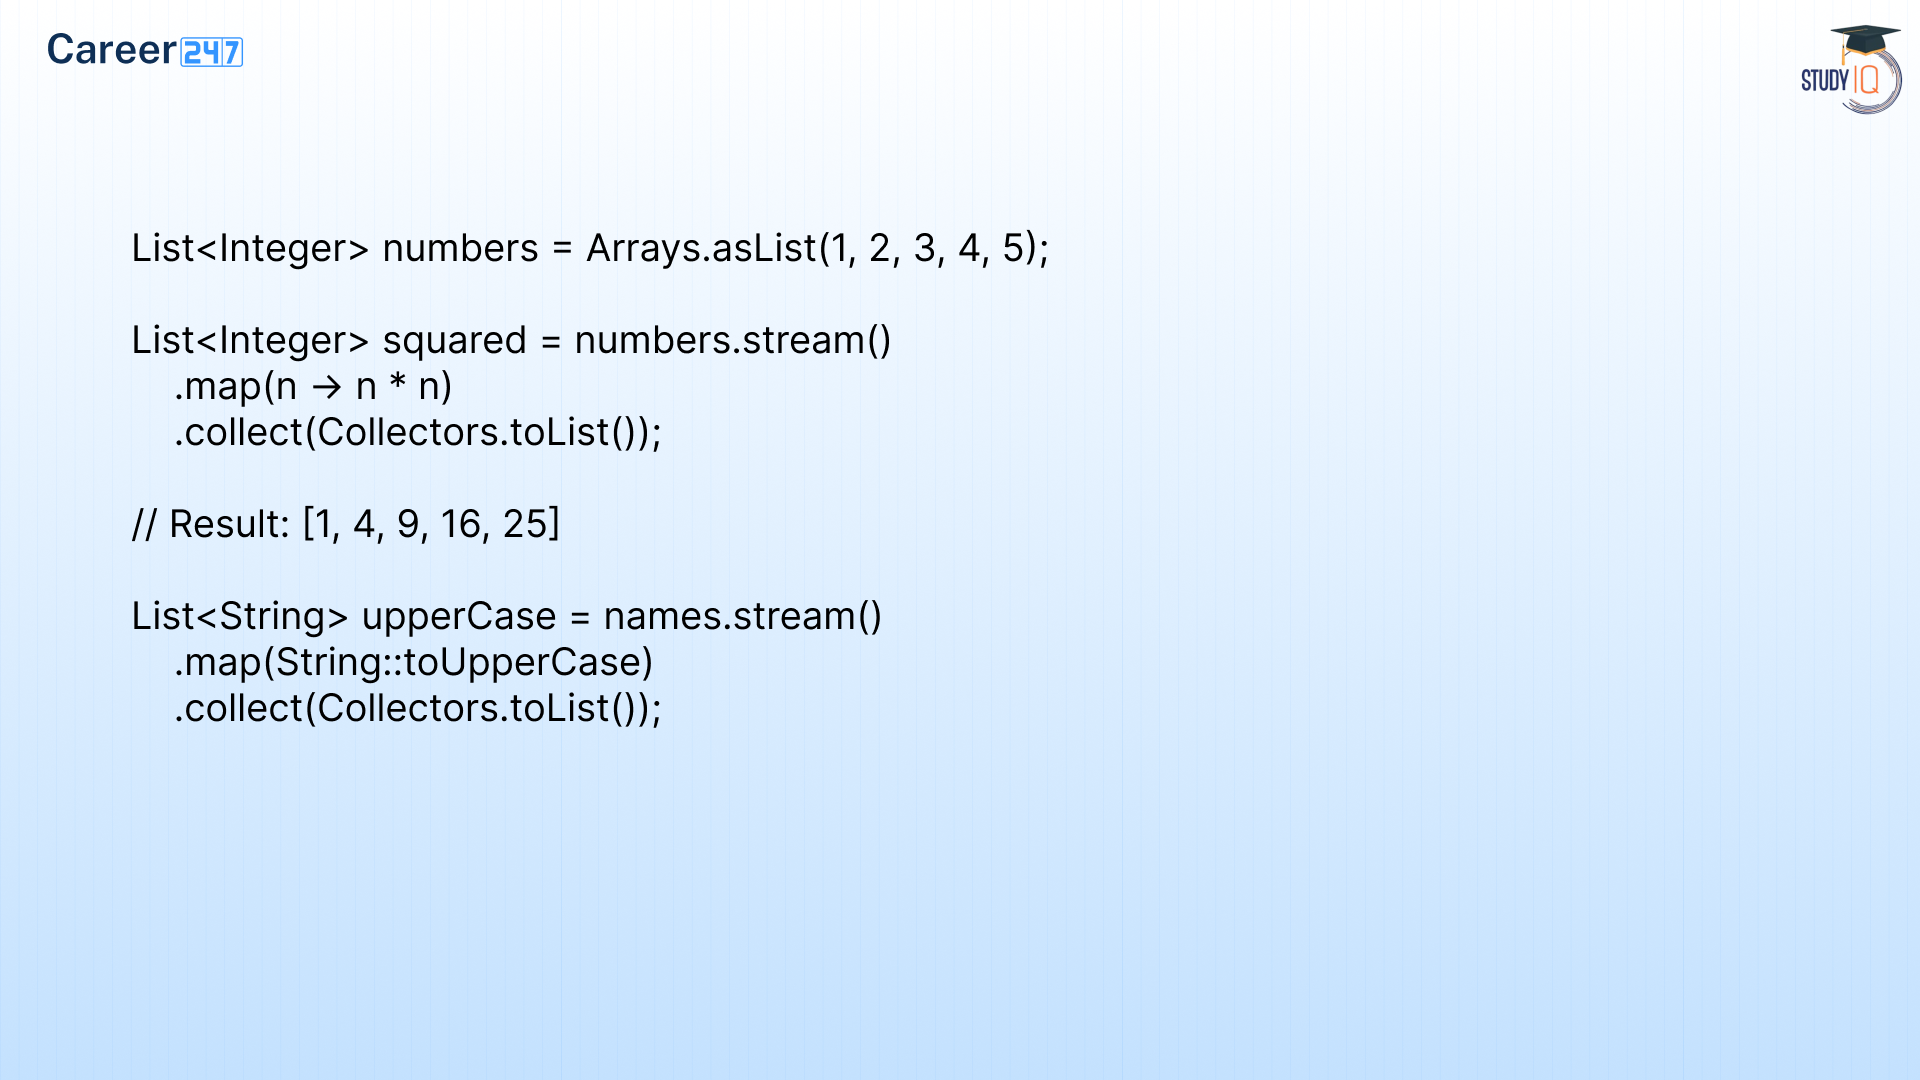 Career247
STUDY IQ
List<Integer> numbers = Arrays.asList(1, 2, 3, 4, 5);
List<Integer> squared = numbers.stream()
.map(n → n * n)
.collect(Collectors.toList());
// Result: [1, 4, 9, 16, 25]
List<String> upperCase = names.stream()
.map(String::toUpperCase)
.collect(Collectors.toList());